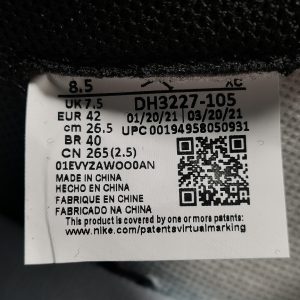 8.5 XC
UK 7.5 DH3227-105
EUR 42 01/20/21 03/20/21
cm 26.5 UPC 00194958050931
BR 40
CN 265(2.5)
01EVYZAWOO0AN
MADE IN CHINA
HECHO EN CHINA
FABRIQUE EN CHINE
FABRICADO NA CHINA
This product is covered by one or more patents:
www.nike.com/patentsvirtualmarking